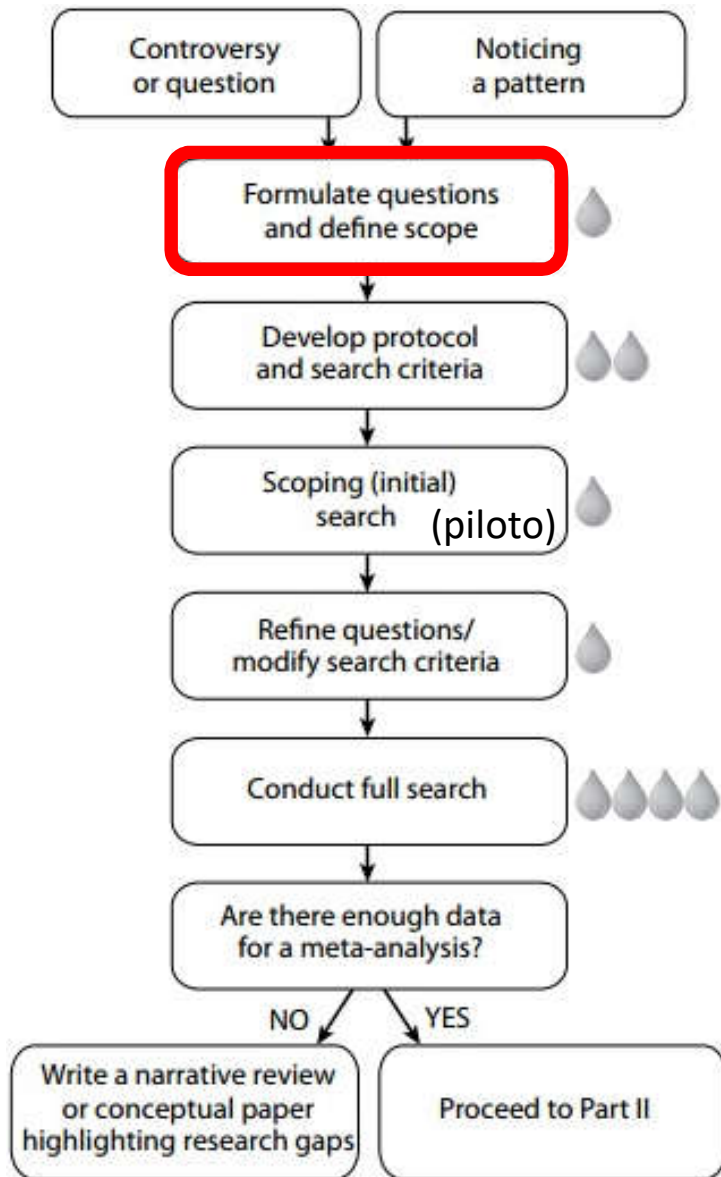 Controversy
or question
Noticing
a pattern
Formulate questions
and define scope
Develop protocol
and search criteria
Scoping (initial)
search
(piloto)
Refine questions/
modify search criteria
Conduct full search
Are there enough data
for a meta-analysis?
NO
YES
Write a narrative review
or conceptual paper
highlighting research gaps
Proceed to Part II